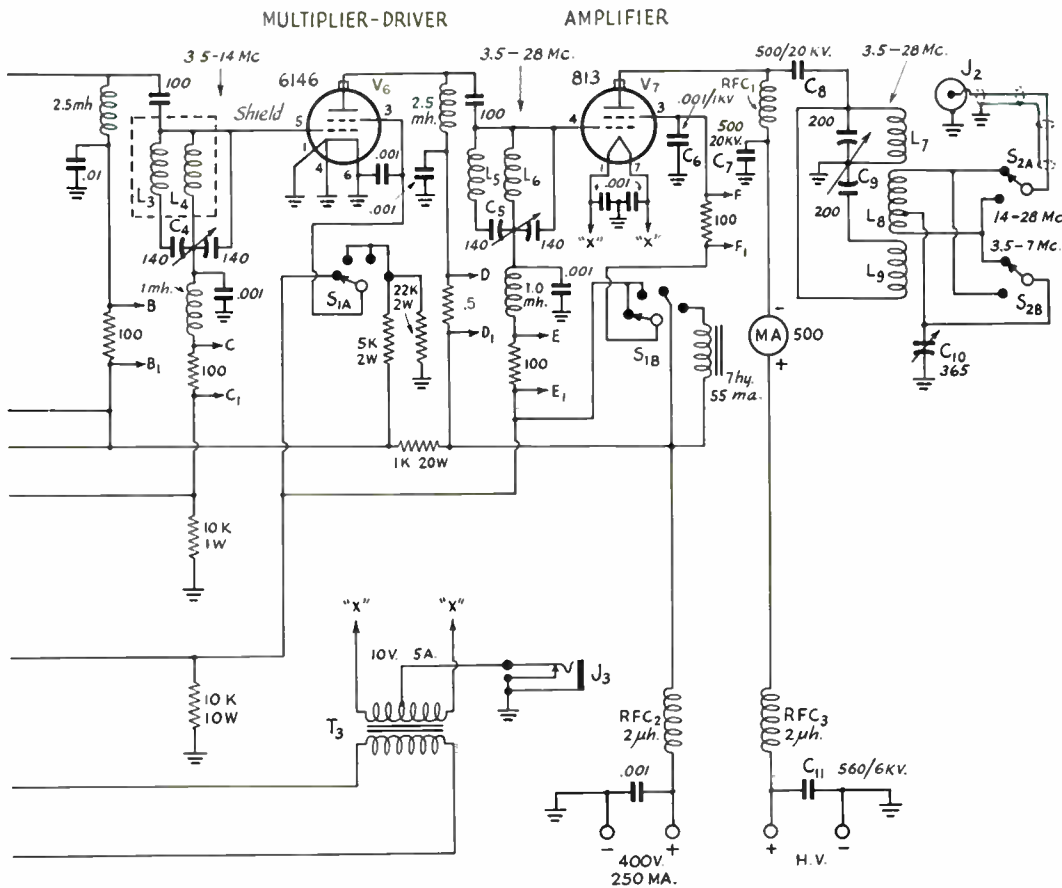 MULTIPLIER-DRIVER
AMPLIFIER
3.5-14 Mc.
3.5-28 Mc.
500/20 KV.
3.5-28 MC.
J2
100
6146
V6
813
V7
RFC1
C8
2.5mh
Shield
5
3
1
4
6
2.5 mh.
100
4
3
1
7
.001/1KV
C6
500
20KV.
C7
200
L7
C9
200
L8
L9
S2A
14-28 Mc.
3.5-7 Mc.
S2B
.01
L3
L4
C4
140
140
.001
.001
L5
L6
C5
140
140
.001
"X"
"X"
F
100
F1
1mh.
.001
S1A
22K
2W
5K
2W
D
.5
D1
1.0
mh.
.001
S1B
7hy.
55 ma.
-
MA
500
+
C10
365
B
100
B1
C
100
C1
E
100
E1
1K 20W
10K
1W
"X"
"X"
10V.
5A.
J3
10K
10W
T3
RFC2
2μh.
RFC3
2μh.
.001
C11
560/6KV.
-
+
+
-
400V.
250 MA.
H.V.